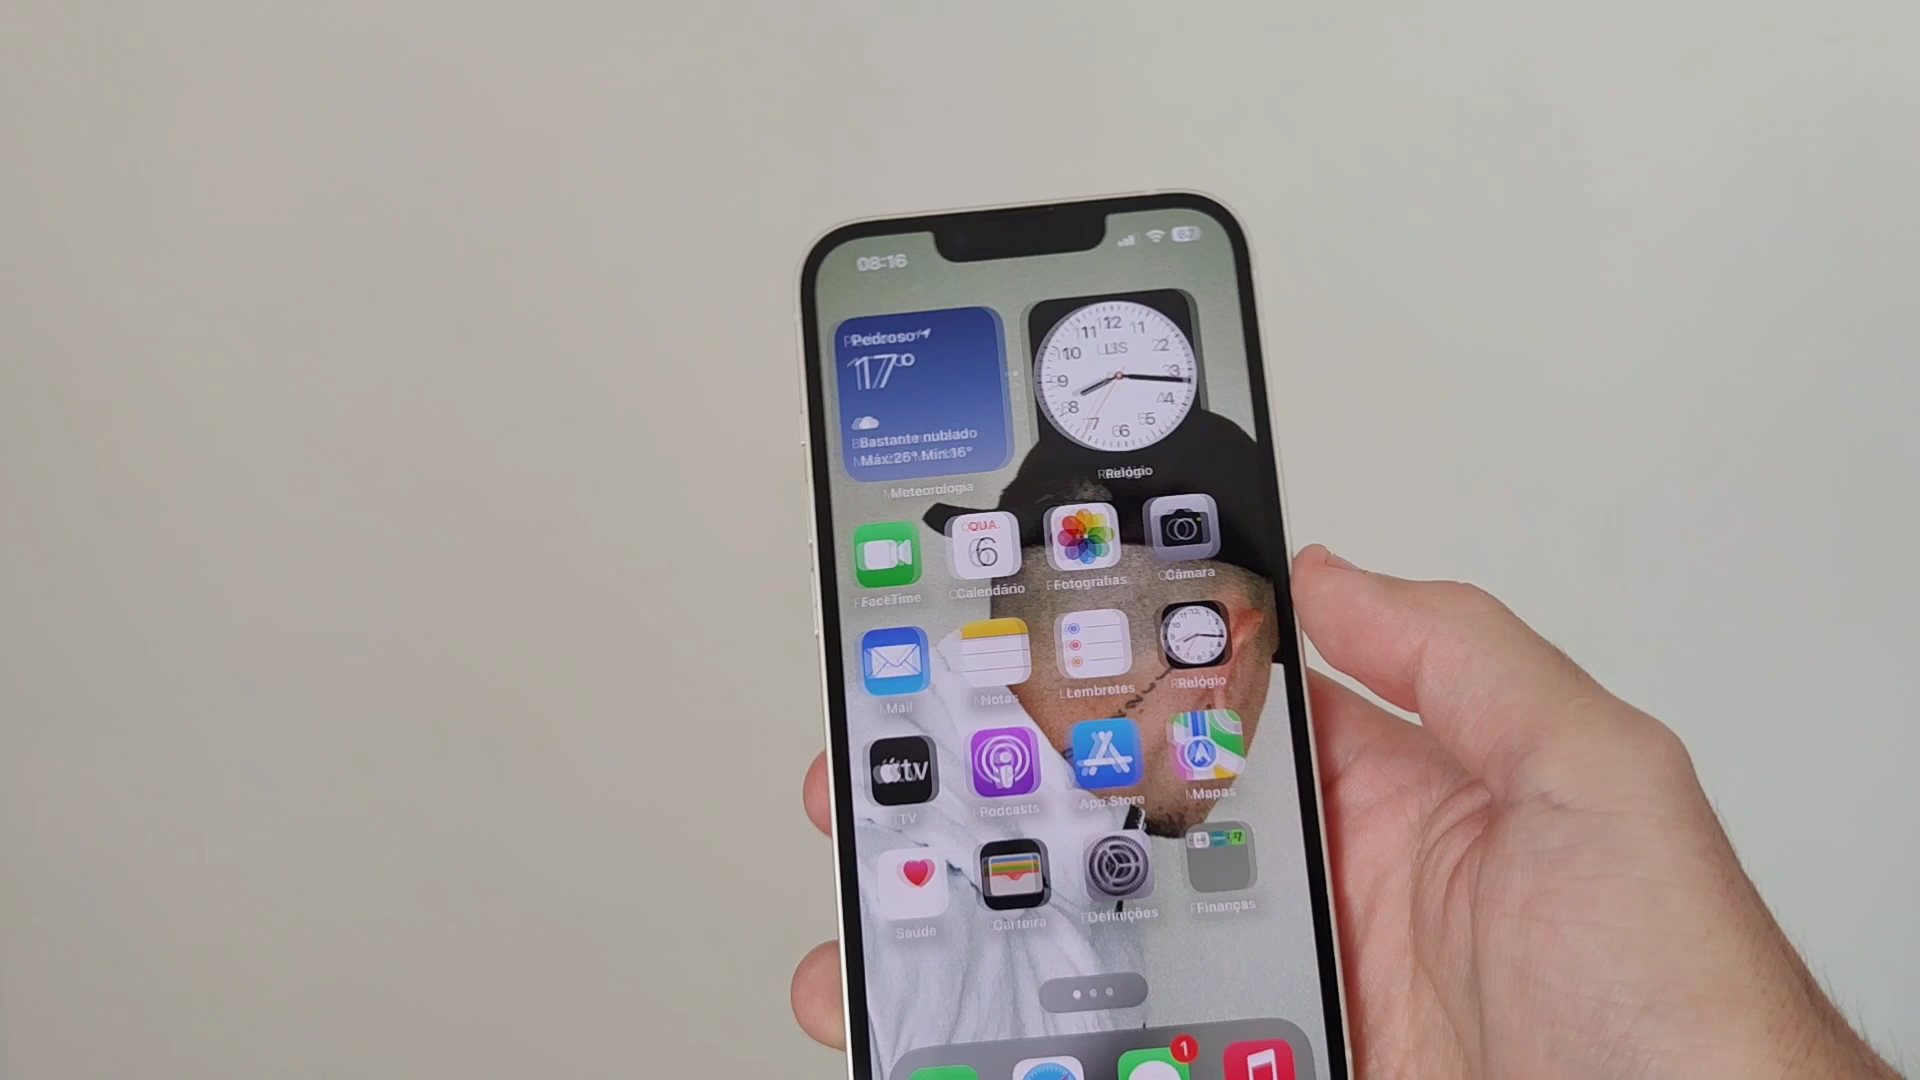 08:16
62
Pedroso
17°
Bastante nublado
Máx:26° Mín:16°
Meteorologia
12
11
11
10
2
9
3
8
4
7
5
6
Relógio
FaceTime
QUA.
6
Calendário
Fotografias
Câmara
Mail
Notas
Lembretes
Relógio
tv
TV
Podcasts
App Store
Mapas
Saúde
Carteira
Definições
Finanças
1